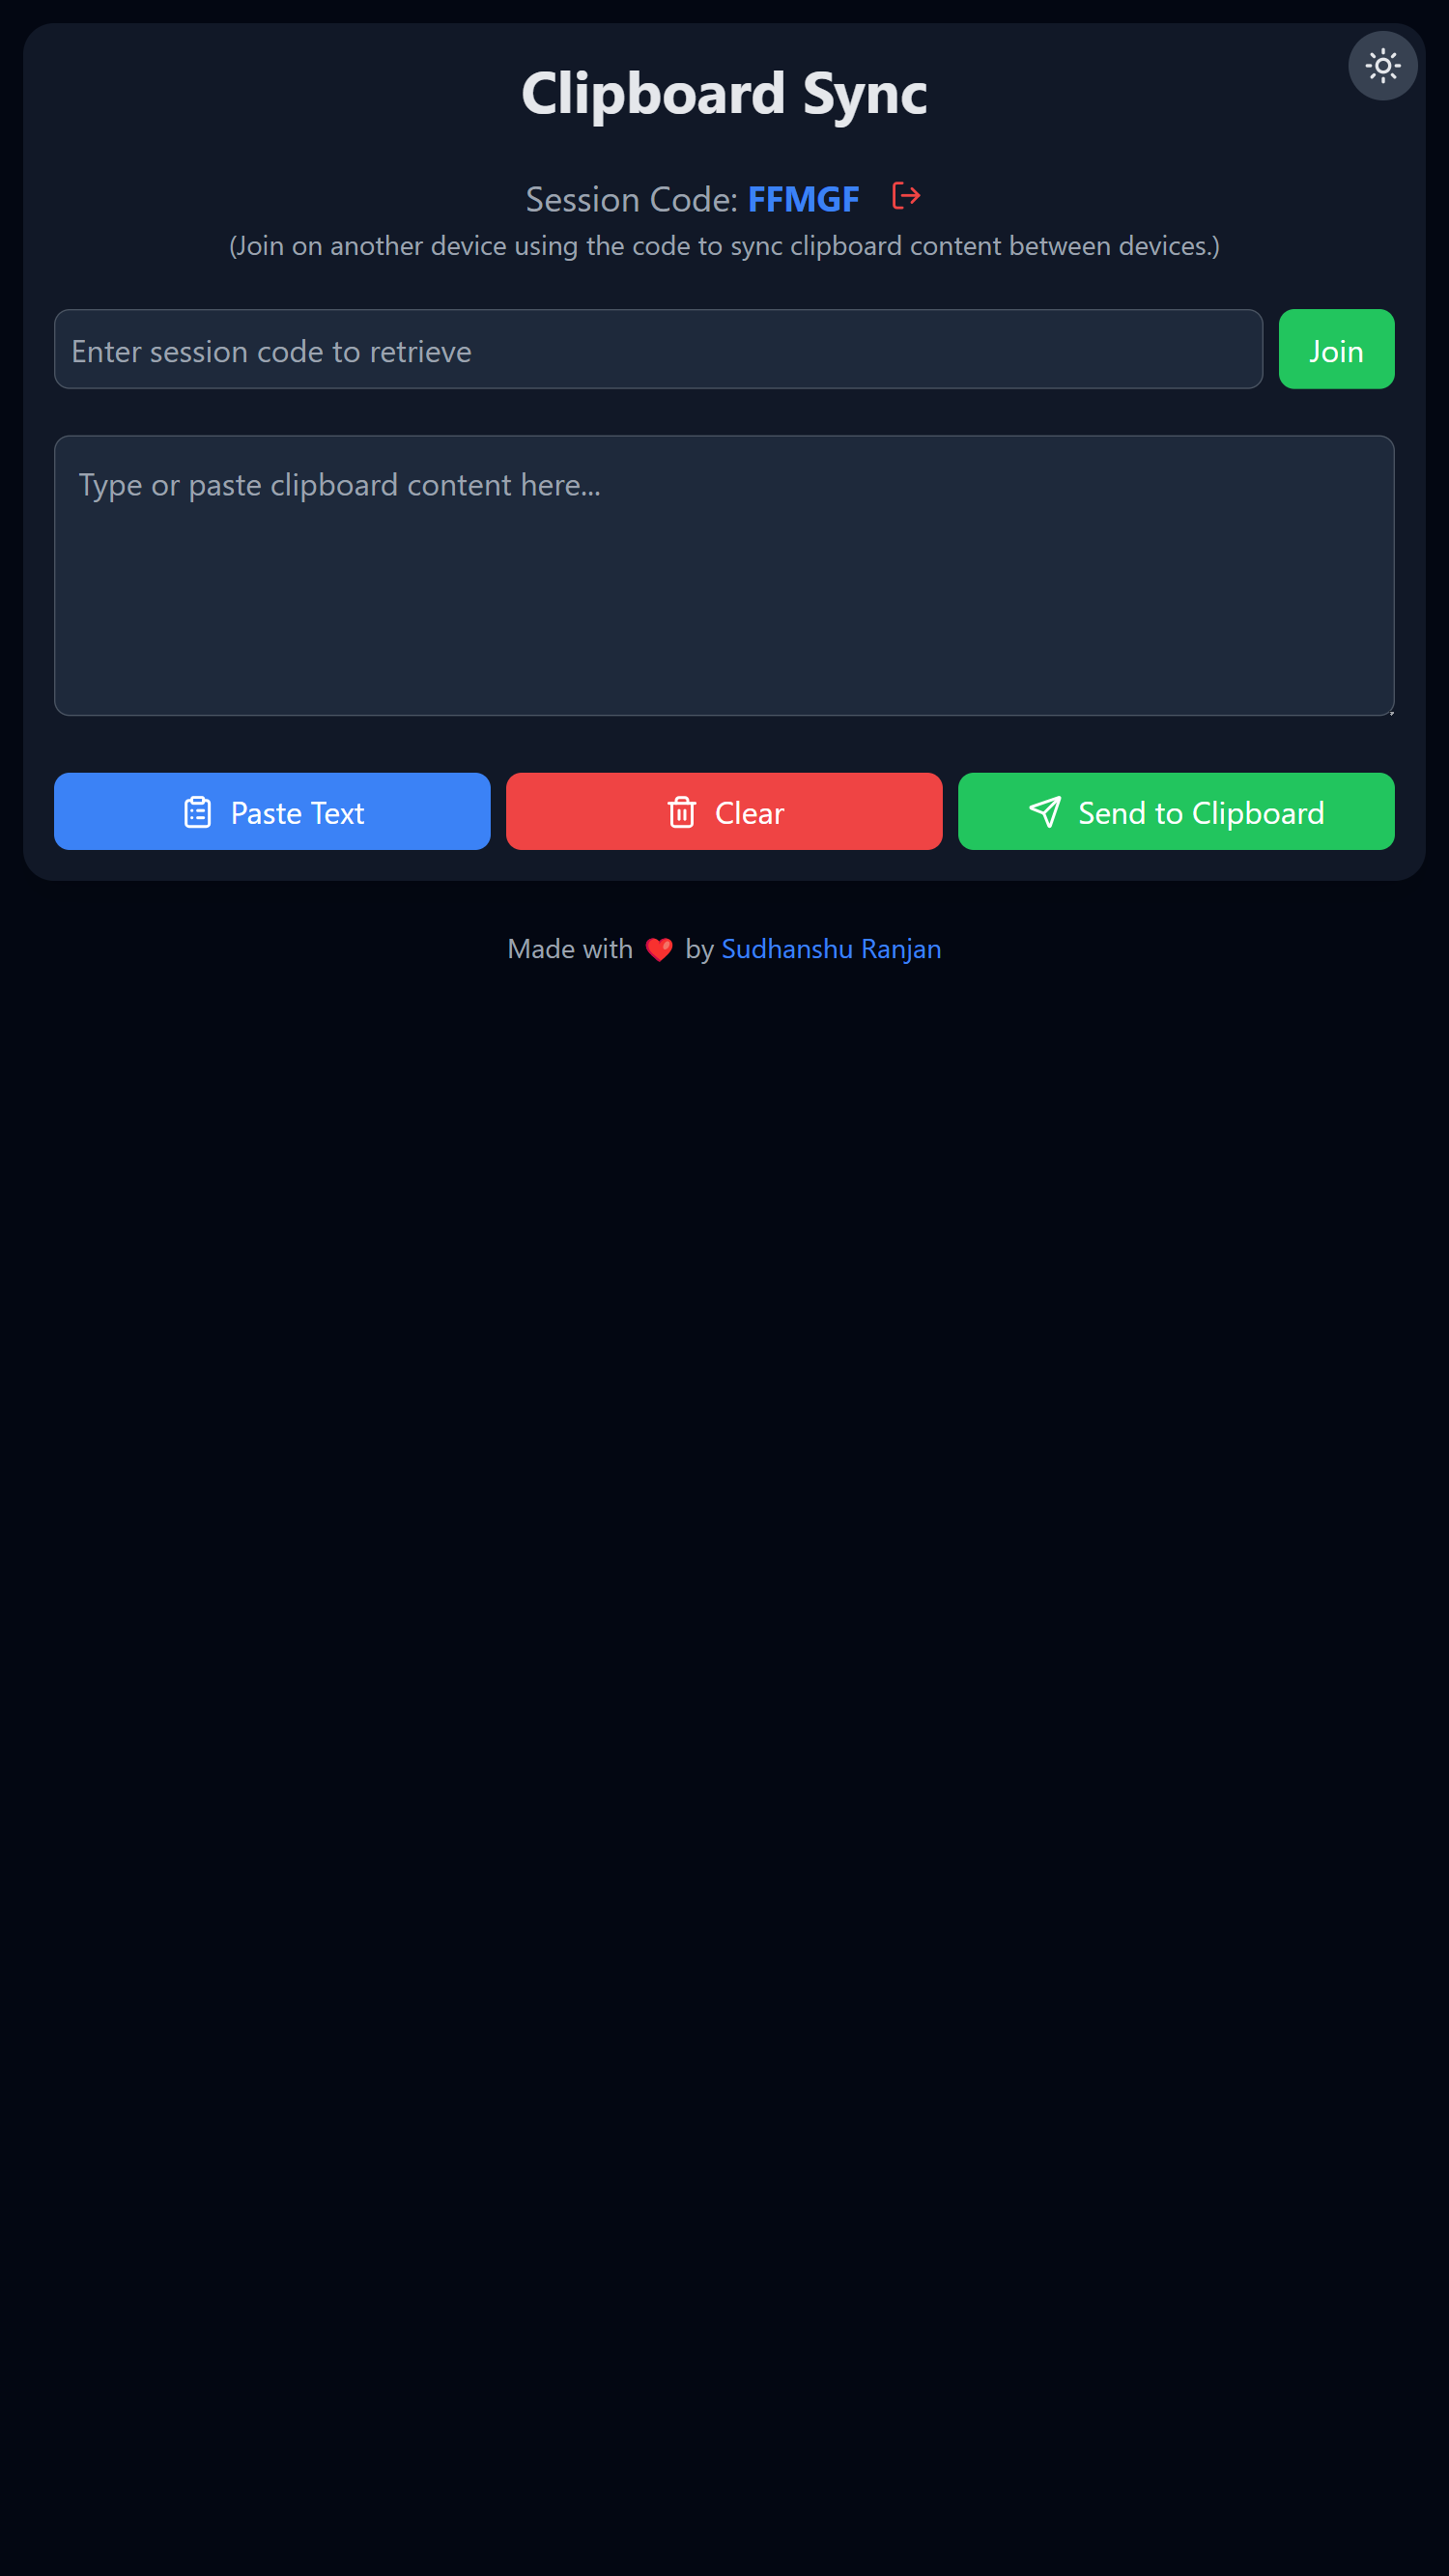 Clipboard Sync
Session Code: FFMGF
(Join on another device using the code to sync clipboard content between devices.)
Enter session code to retrieve
Join
Type or paste clipboard content here...
Paste Text
Clear
Send to Clipboard
Made with ❤️ by Sudhanshu Ranjan